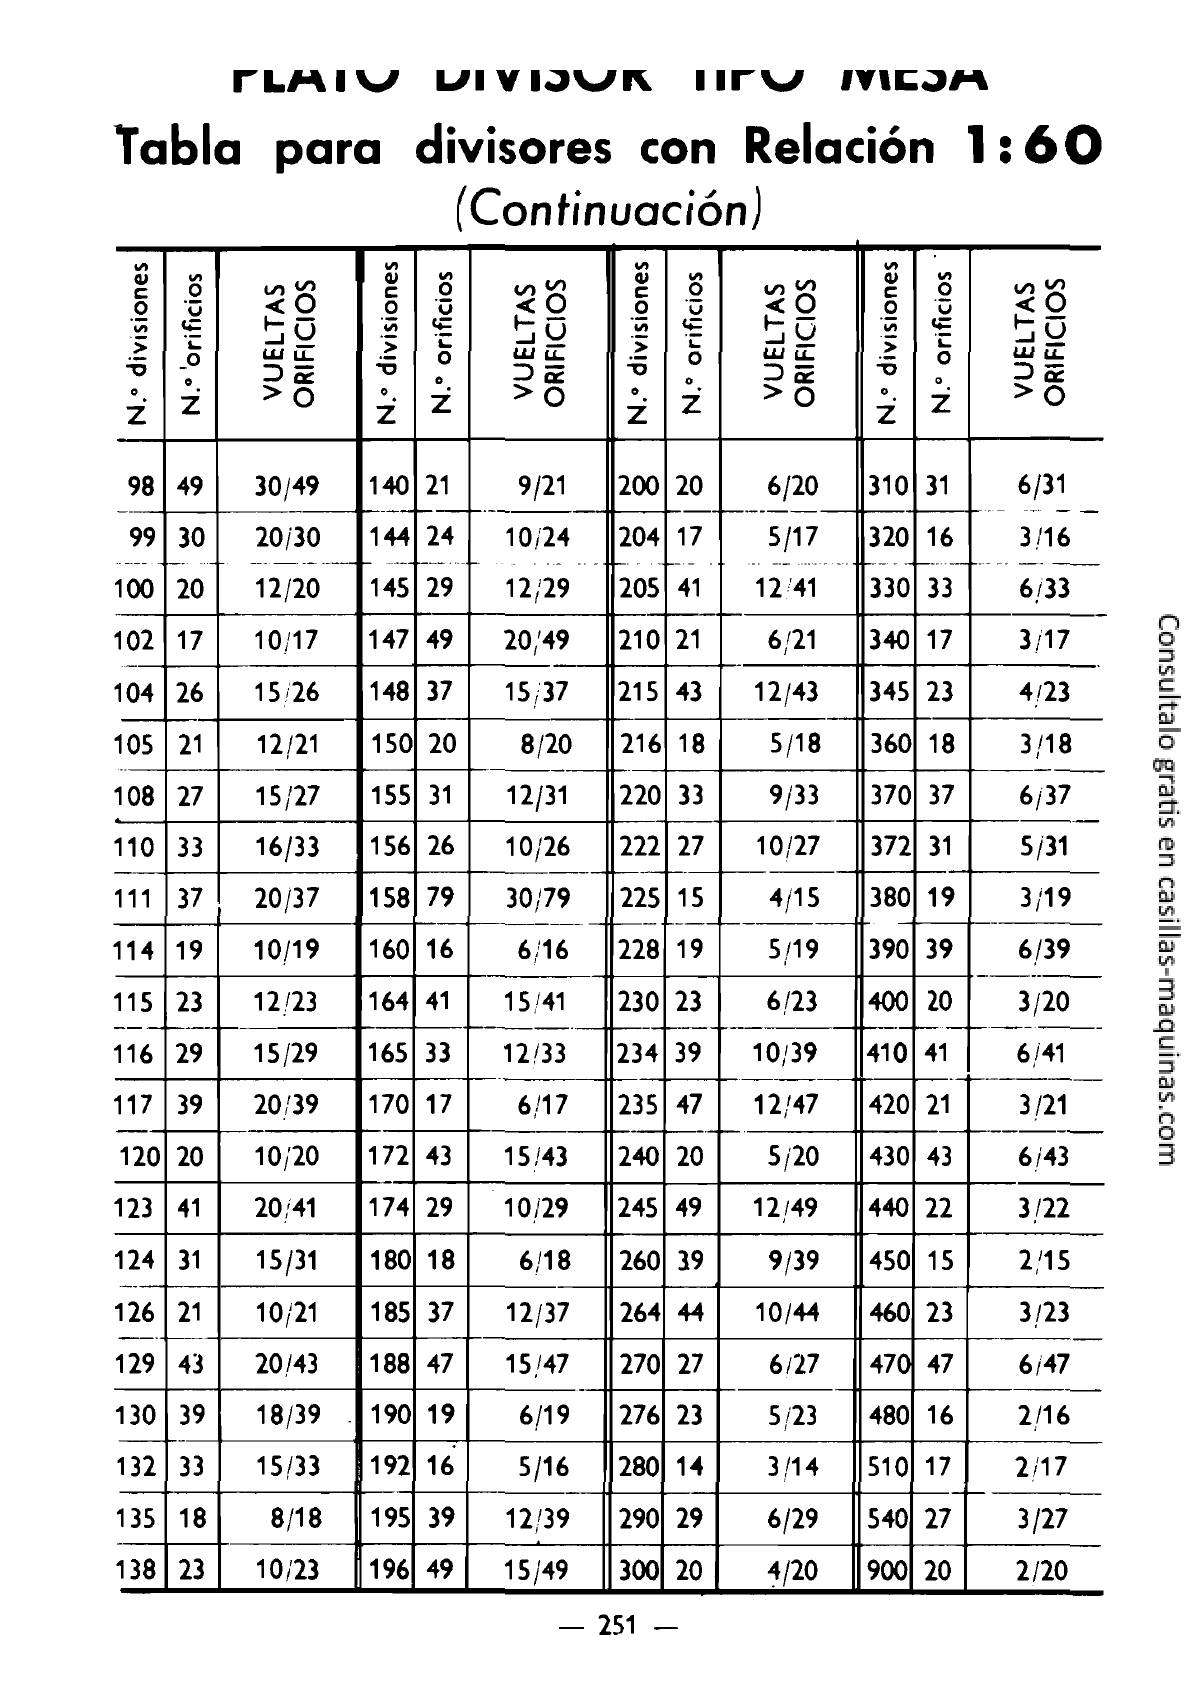 PLATO DIVISOR TIPO MESA
Tabla para divisores con Relación 1:60
(Continuación)
N.º divisiones N.º orificios VUELTAS ORIFICIOS N.º divisiones N.º orificios VUELTAS ORIFICIOS N.º divisiones N.º orificios VUELTAS ORIFICIOS N.º divisiones N.º orificios VUELTAS ORIFICIOS
98 49 30/49 140 21 9/21 200 20 6/20 310 31 6/31
99 30 20/30 144 24 10/24 204 17 5/17 320 16 3/16
100 20 12/20 145 29 12/29 205 41 12/41 330 33 6/33
102 17 10/17 147 49 20/49 210 21 6/21 340 17 3/17
104 26 15/26 148 37 15/37 215 43 12/43 345 23 4/23
105 21 12/21 150 20 8/20 216 18 5/18 360 18 3/18
108 27 15/27 155 31 12/31 220 33 9/33 370 37 6/37
110 33 16/33 156 26 10/26 222 27 10/27 372 31 5/31
111 37 20/37 158 79 30/79 225 15 4/15 380 19 3/19
114 19 10/19 160 16 6/16 228 19 5/19 390 39 6/39
115 23 12/23 164 41 15/41 230 23 6/23 400 20 3/20
116 29 15/29 165 33 12/33 234 39 10/39 410 41 6/41
117 39 20/39 170 17 6/17 235 47 12/47 420 21 3/21
120 20 10/20 172 43 15/43 240 20 5/20 430 43 6/43
123 41 20/41 174 29 10/29 245 49 12/49 440 22 3/22
124 31 15/31 180 18 6/18 260 39 9/39 450 15 2/15
126 21 10/21 185 37 12/37 264 44 10/44 460 23 3/23
129 43 20/43 188 47 15/47 270 27 6/27 470 47 6/47
130 39 18/39 190 19 6/19 276 23 5/23 480 16 2/16
132 33 15/33 192 16 5/16 280 14 3/14 510 17 2/17
135 18 8/18 195 39 12/39 290 29 6/29 540 27 3/27
138 23 10/23 196 49 15/49 300 20 4/20 900 20 2/20
— 251 —
Consultalo gratis en casillas-maquinas.com